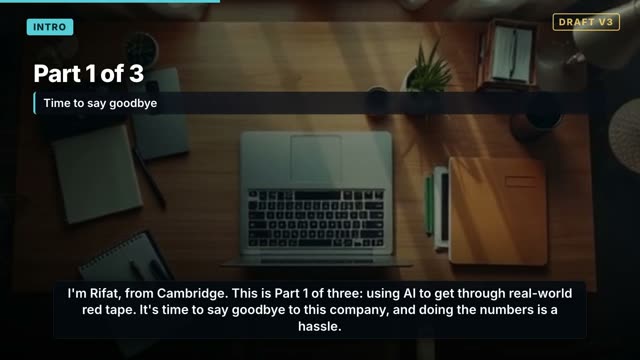 INTRO
DRAFT V3
Part 1 of 3
Time to say goodbye
I'm Rifat, from Cambridge. This is Part 1 of three: using AI to get through real-world
red tape. It's time to say goodbye to this company, and doing the numbers is a
hassle.